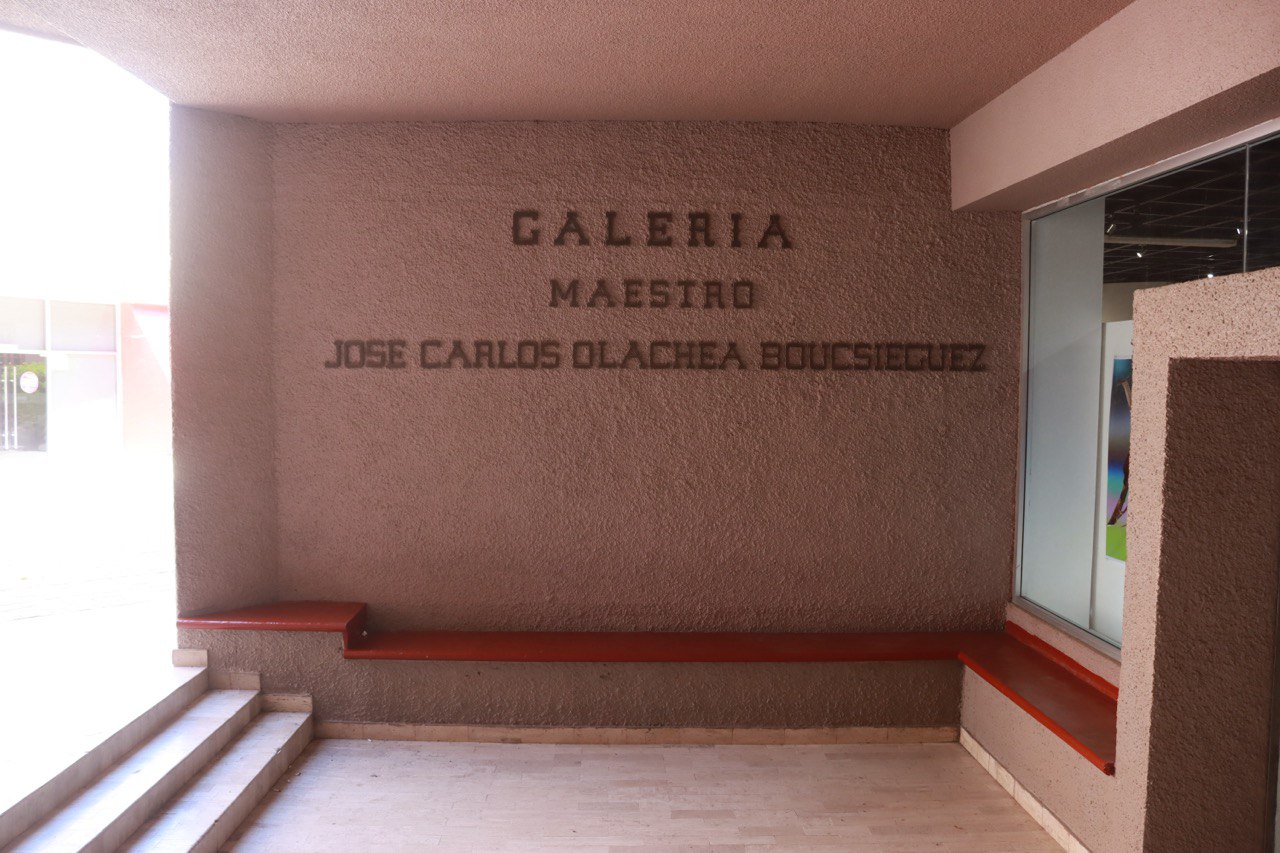 GALERIA
MAESTRO
JOSE CARLOS OLACHEA BOUCSIEGUEZ